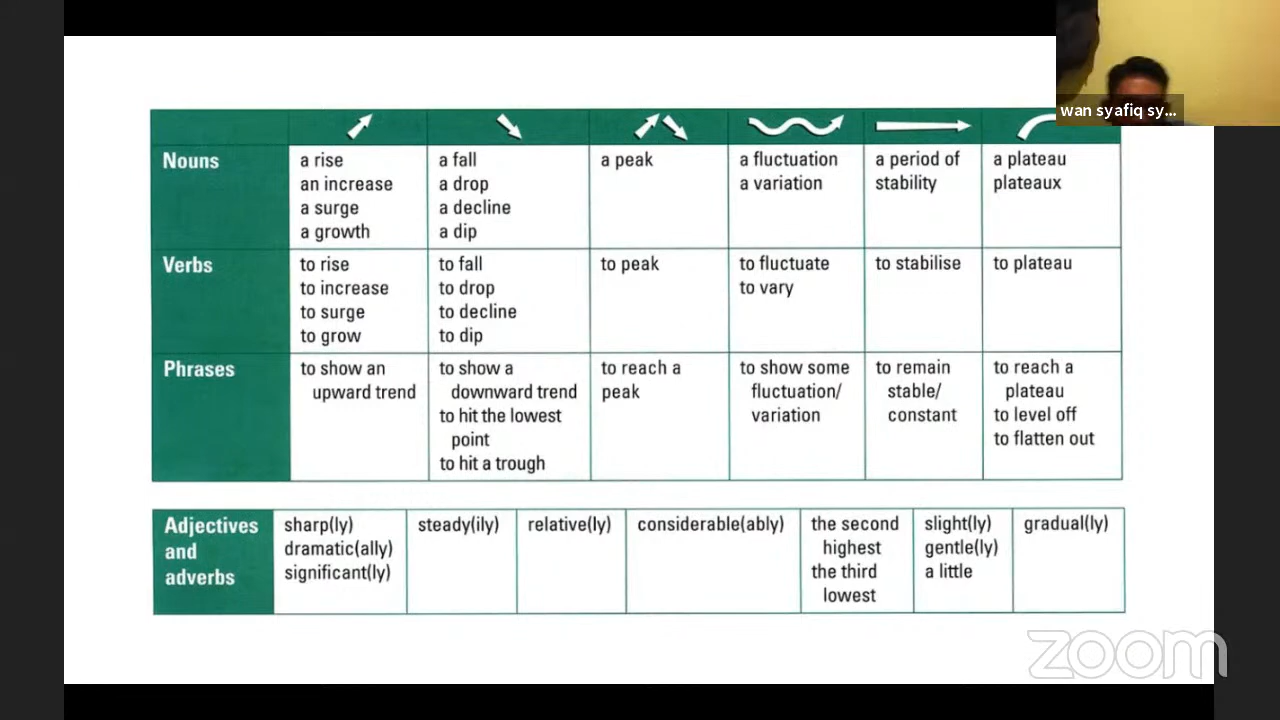 wan syafiq sy...
Nouns
a rise
an increase
a surge
a growth
a fall
a drop
a decline
a dip
a peak
a fluctuation
a variation
a period of
stability
a plateau
plateaux
Verbs
to rise
to increase
to surge
to grow
to fall
to drop
to decline
to dip
to peak
to fluctuate
to vary
to stabilise
to plateau
Phrases
to show an
upward trend
to show a
downward trend
to hit the lowest
point
to hit a trough
to reach a
peak
to show some
fluctuation/
variation
to remain
stable/
constant
to reach a
plateau
to level off
to flatten out
Adjectives
and
adverbs
sharp(ly)
dramatic(ally)
significant(ly)
steady(ily)
relative(ly)
considerable(ably)
the second
highest
the third
lowest
slight(ly)
gentle(ly)
a little
gradual(ly)
zoom